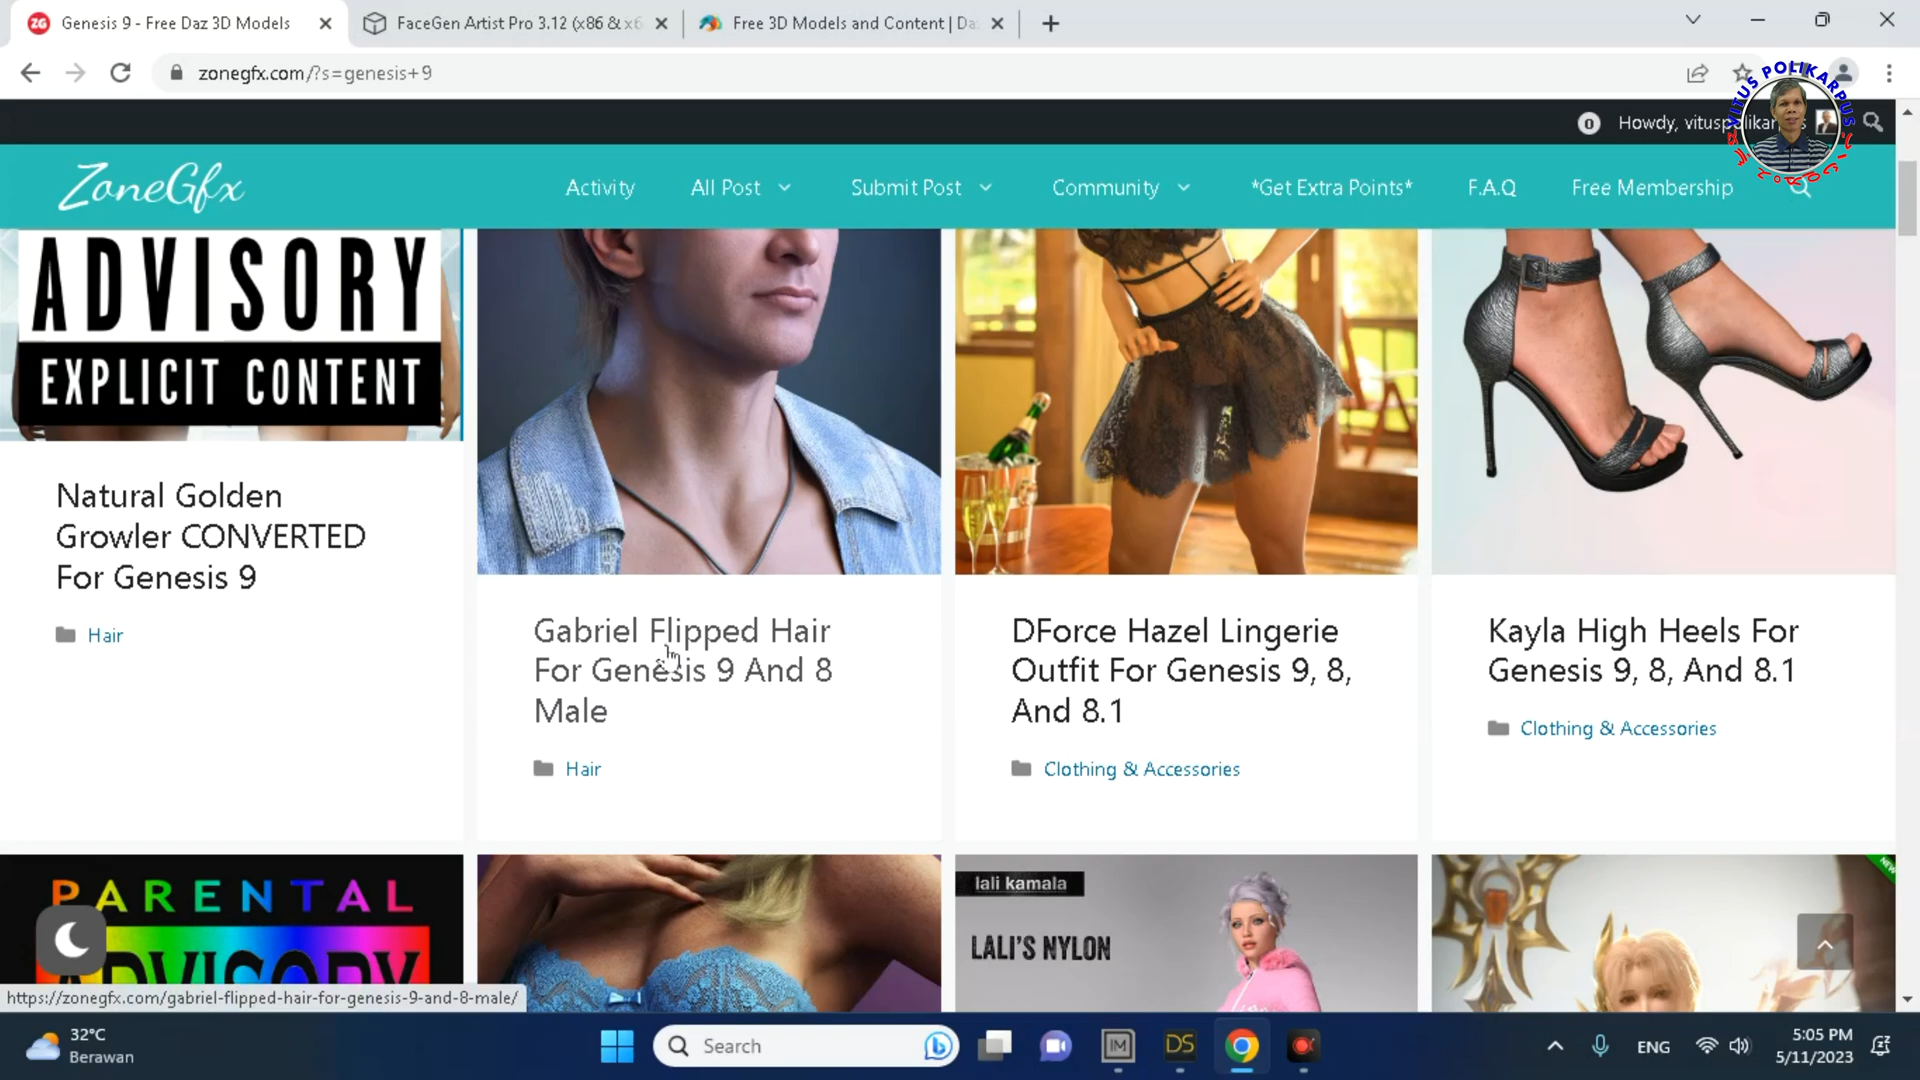 Genesis 9 - Free Daz 3D Models
FaceGen Artist Pro 3.12 (x86 & x6
Free 3D Models and Content | Da
zonegfx.com/?s=genesis+9
VITUS POLIKARPUS
0
Howdy,
ZoneGfx
Activity
All Post
Submit Post
Community
*Get Extra Points*
F.A.Q
Free Membership
ADVISORY
EXPLICIT CONTENT
Natural Golden
Growler CONVERTED
For Genesis 9
Hair
Gabriel Flipped Hair
For Genesis 9 And 8
Male
Hair
DForce Hazel Lingerie
Outfit For Genesis 9, 8,
And 8.1
Clothing & Accessories
Kayla High Heels For
Genesis 9, 8, And 8.1
Clothing & Accessories
PARENTAL
ADVISORY
lali kamala
LALI'S NYLON
NEW
https://zonegfx.com/gabriel-flipped-hair-for-genesis-9-and-8-male/
32°C
Berawan
Search
IM
DS
ENG
5:05 PM
5/11/2023